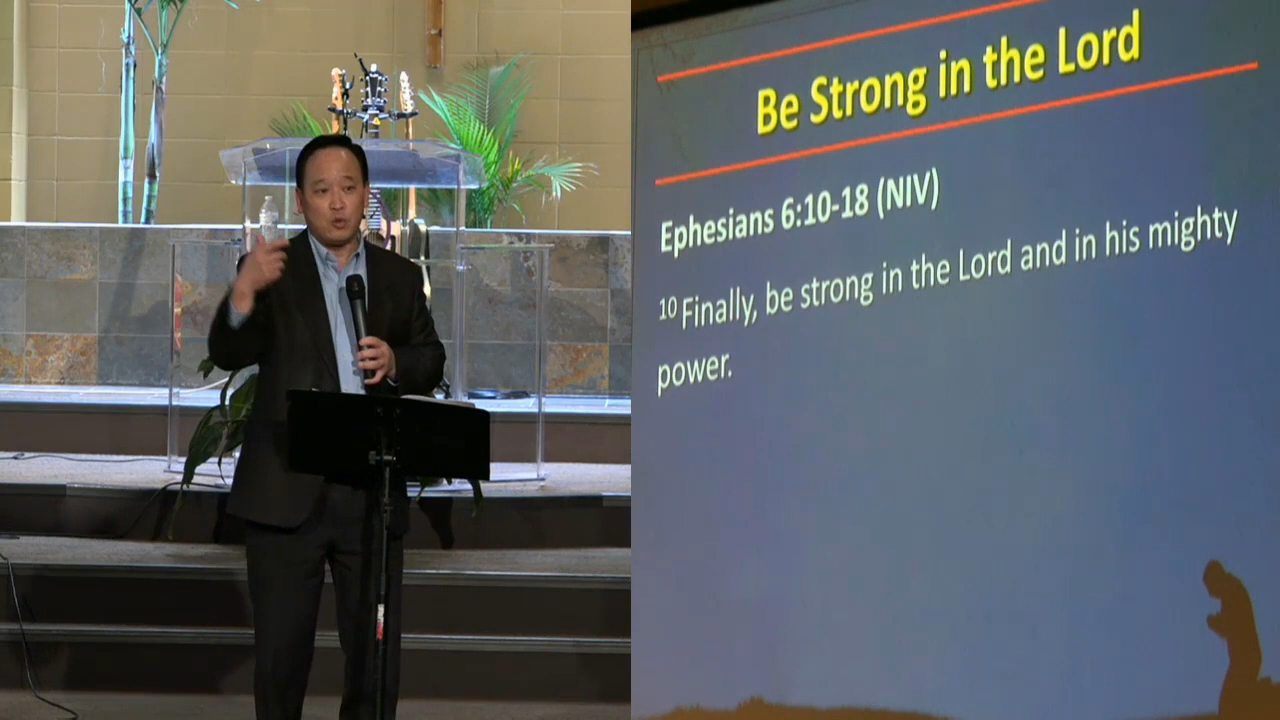 Be Strong in the Lord
Ephesians 6:10-18 (NIV)
10 Finally, be strong in the Lord and in his mighty
power.